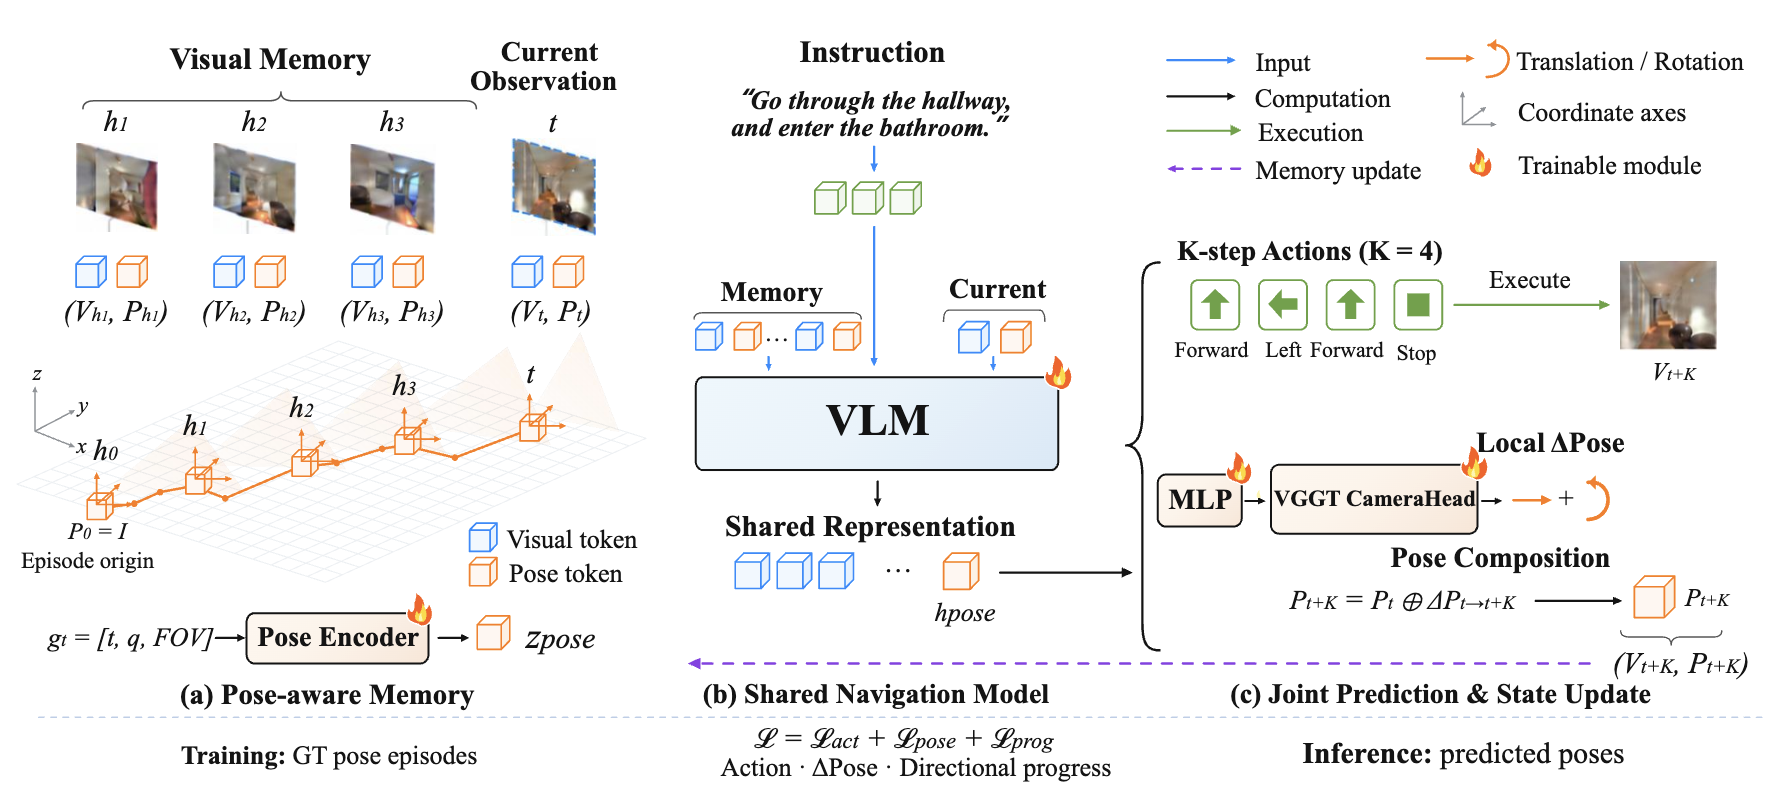 Visual Memory
Current
Observation
h1
h2
h3
t
(Vh1, Ph1)
(Vh2, Ph2)
(Vh3, Ph3)
(Vt, Pt)
z
y
x
h0
h1
h2
h3
t
P0 = I
Episode origin
Visual token
Pose token
gt = [t, q, FOV]
Pose Encoder
zpose
(a) Pose-aware Memory
Training: GT pose episodes
Instruction
“Go through the hallway,
and enter the bathroom.”
Memory
...
Current
VLM
Shared Representation
...
hpose
(b) Shared Navigation Model
ℒ = ℒact + ℒpose + ℒprog
Action · ΔPose · Directional progress
Input
Computation
Execution
Memory update
Translation / Rotation
Coordinate axes
Trainable module
K-step Actions (K = 4)
Forward
Left
Forward
Stop
Execute
Vt+K
Local ΔPose
MLP
VGGT CameraHead
+
Pose Composition
Pt+K = Pt ⊕ ΔPt→t+K
Pt+K
(Vt+K, Pt+K)
(c) Joint Prediction & State Update
Inference: predicted poses